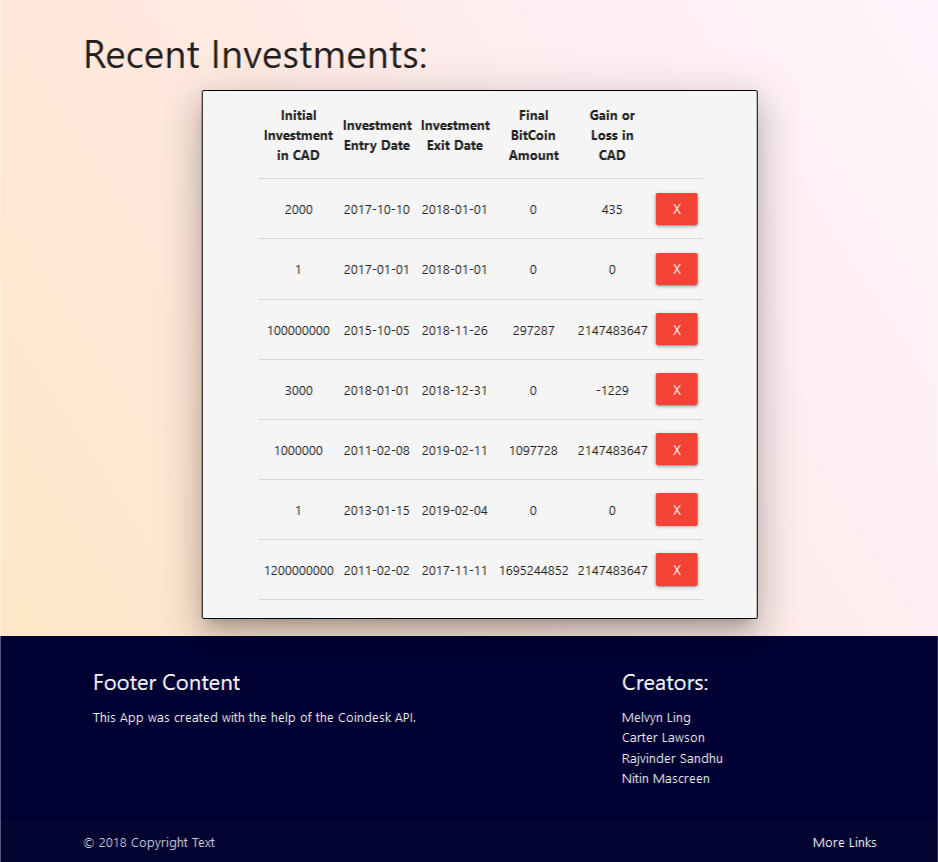 Recent Investments:
Initial Investment in CAD Investment Entry Date Investment Exit Date Final BitCoin Amount Gain or Loss in CAD
2000 2017-10-10 2018-01-01 0 435 X
1 2017-01-01 2018-01-01 0 0 X
100000000 2015-10-05 2018-11-26 297287 2147483647 X
3000 2018-01-01 2018-12-31 0 -1229 X
1000000 2011-02-08 2019-02-11 1097728 2147483647 X
1 2013-01-15 2019-02-04 0 0 X
1200000000 2011-02-02 2017-11-11 1695244852 2147483647 X
Footer Content
This App was created with the help of the Coindesk API.
Creators:
Melvyn Ling
Carter Lawson
Rajvinder Sandhu
Nitin Mascreen
© 2018 Copyright Text
More Links